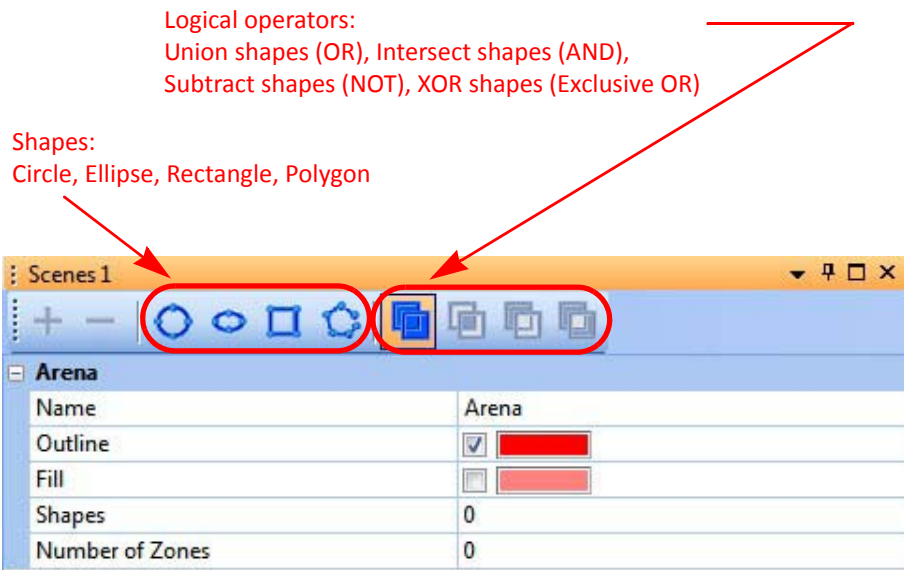 Logical operators:
Union shapes (OR), Intersect shapes (AND),
Subtract shapes (NOT), XOR shapes (Exclusive OR)
Shapes:
Circle, Ellipse, Rectangle, Polygon
Scenes 1
Arena
Name Arena
Outline
Fill
Shapes 0
Number of Zones 0